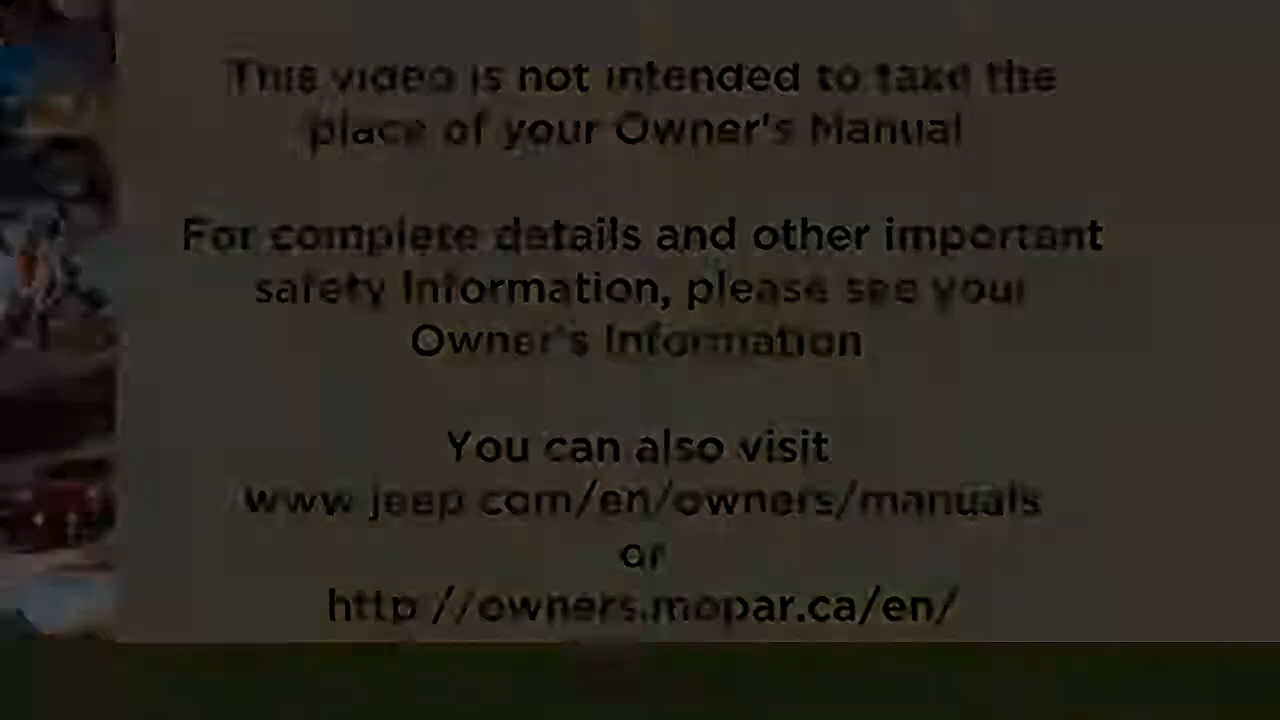 This video is not intended to take the
place of your Owner's Manual
For complete details and other important
safety Information, please see your
Owner's Information
You can also visit
www.jeep.com/en/owners/manuals
or
http://owners.mopar.ca/en/